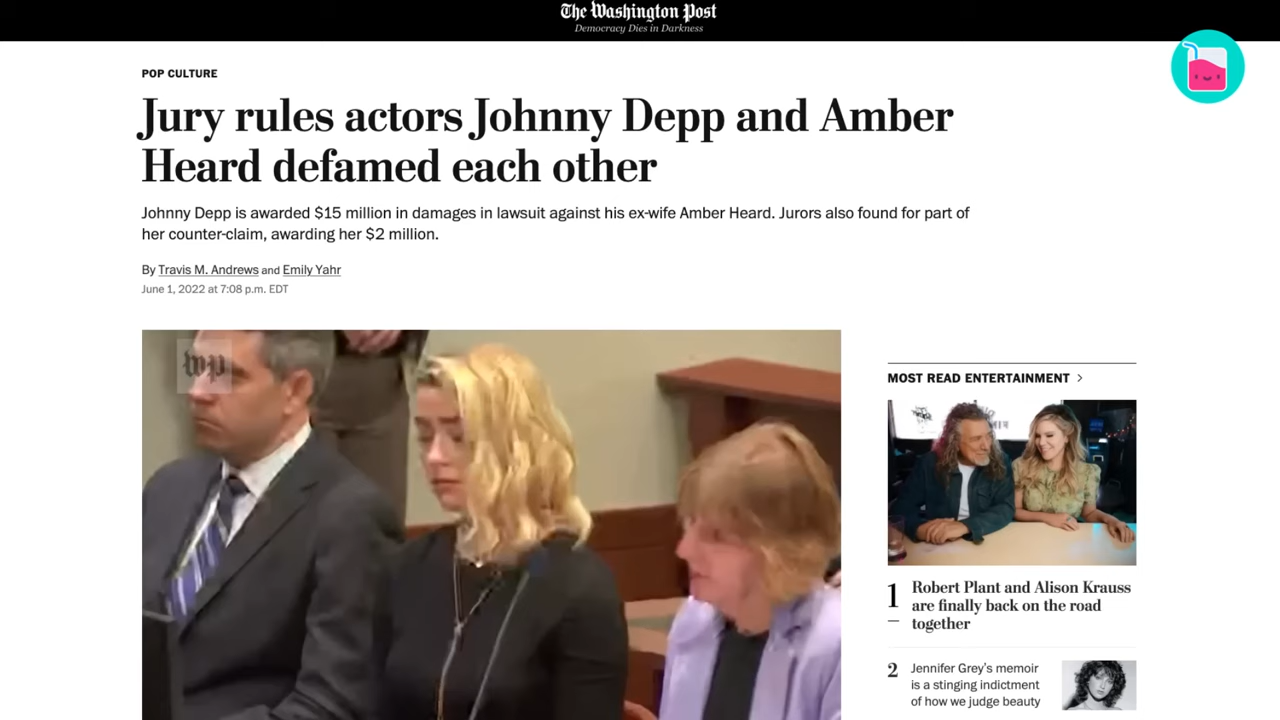 The Washington Post
Democracy Dies in Darkness
POP CULTURE
Jury rules actors Johnny Depp and Amber
Heard defamed each other
Johnny Depp is awarded $15 million in damages in lawsuit against his ex-wife Amber Heard. Jurors also found for part of
her counter-claim, awarding her $2 million.
By Travis M. Andrews and Emily Yahr
June 1, 2022 at 7:08 p.m. EDT
wp
MOST READ ENTERTAINMENT >
1
Robert Plant and Alison Krauss
are finally back on the road
together
2
Jennifer Grey's memoir
is a stinging indictment
of how we judge beauty